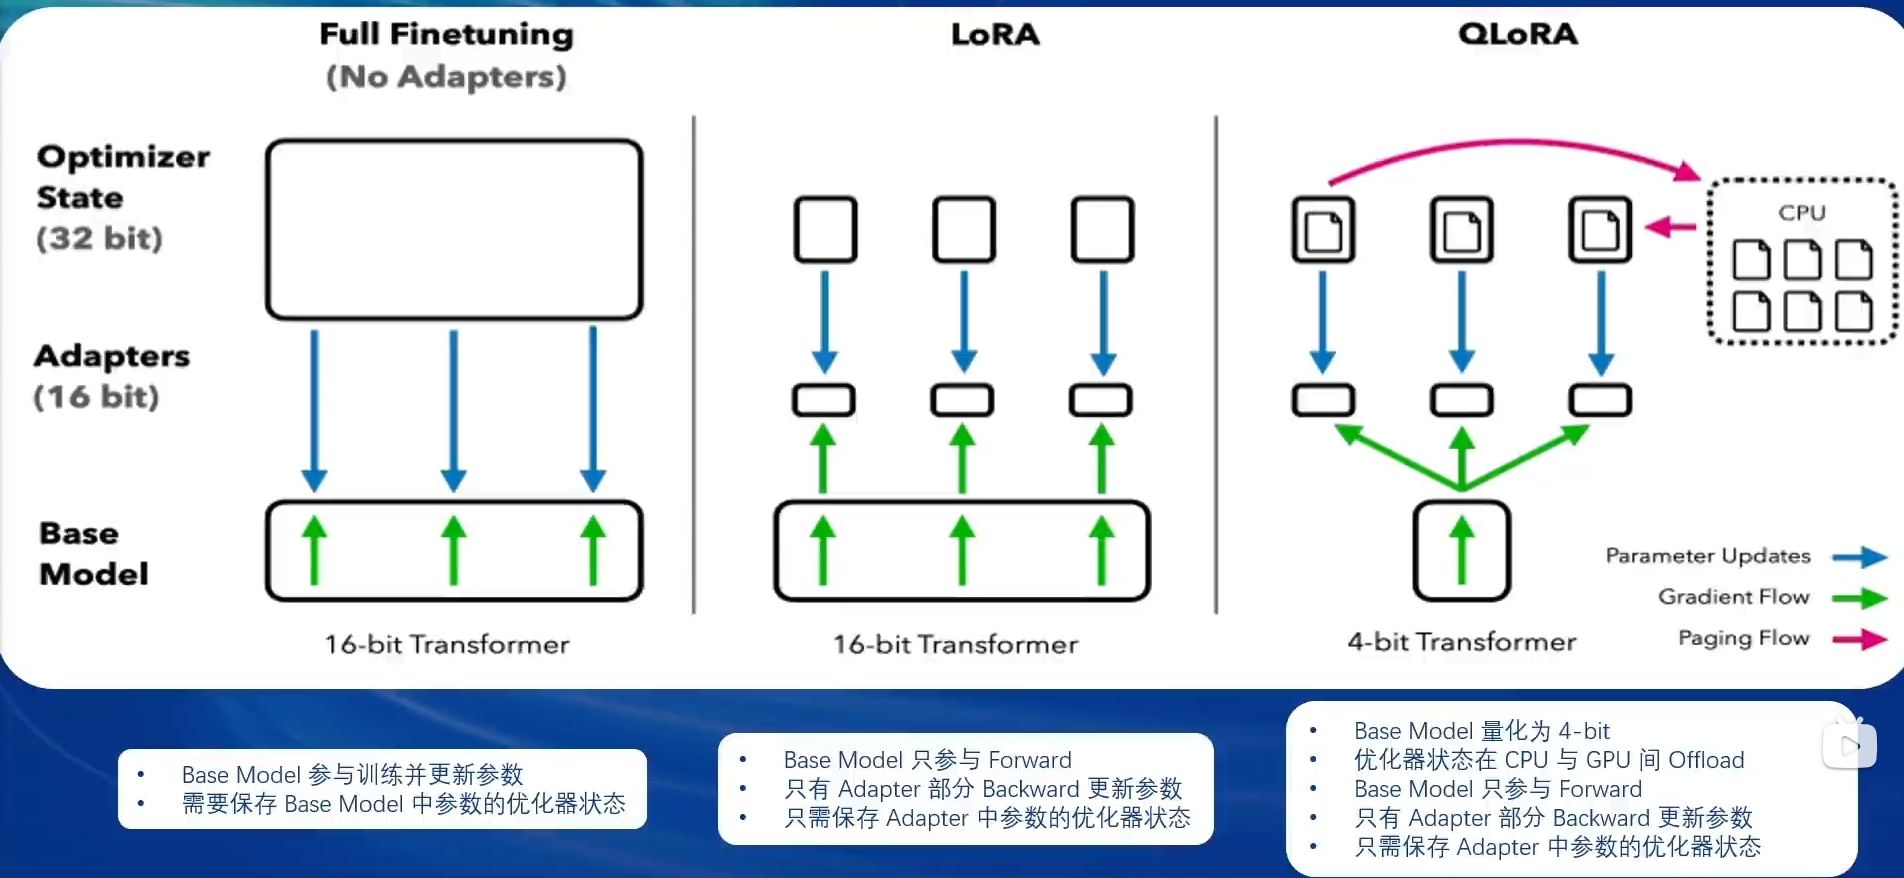 Full Finetuning
(No Adapters)
LoRA
QLoRA
Optimizer
State
(32 bit)
CPU
Adapters
(16 bit)
Base
Model
Parameter Updates
Gradient Flow
Paging Flow
16-bit Transformer
16-bit Transformer
4-bit Transformer
• Base Model 参与训练并更新参数
• 需要保存 Base Model 中参数的优化器状态
• Base Model 只参与 Forward
• 只有 Adapter 部分 Backward 更新参数
• 只需保存 Adapter 中参数的优化器状态
• Base Model 量化为 4-bit
• 优化器状态在 CPU 与 GPU 间 Offload
• Base Model 只参与 Forward
• 只有 Adapter 部分 Backward 更新参数
• 只需保存 Adapter 中参数的优化器状态